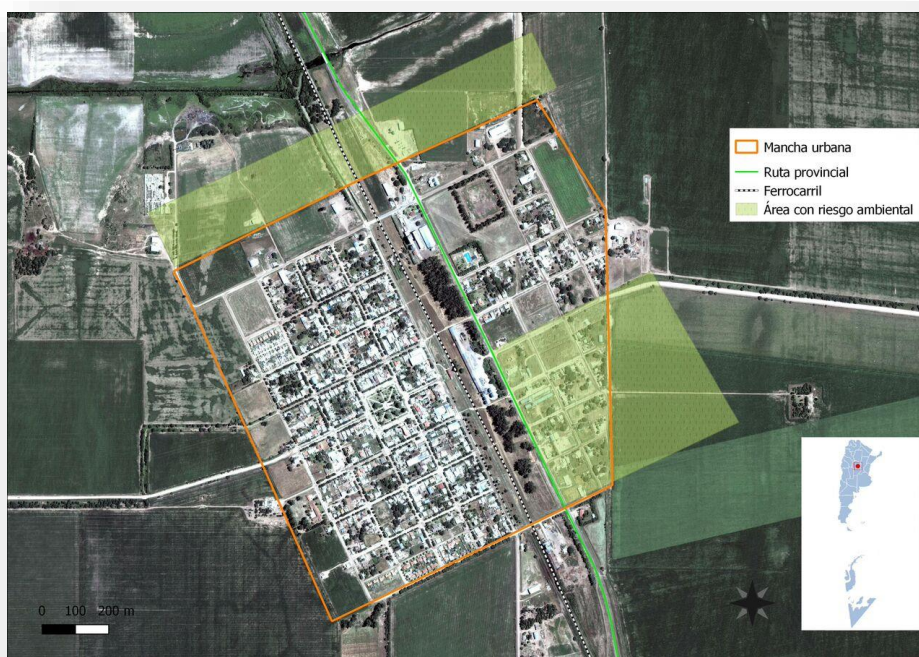 Mancha urbana
Ruta provincial
Ferrocarril
Área con riesgo ambiental
0 100 200 m